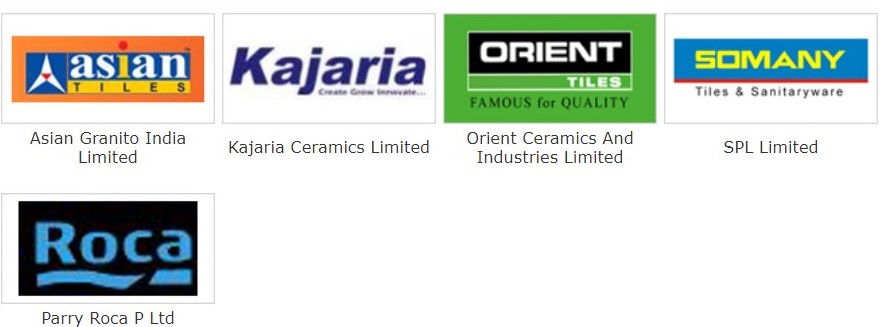 asian
TILES
Asian Granito India
Limited
Kajaria
Create Grow Innovate...
Kajaria Ceramics Limited
ORIENT
TILES
FAMOUS for QUALITY
Orient Ceramics And
Industries Limited
SOMANY
Tiles & Sanitaryware
SPL Limited
Roca
Parry Roca P Ltd